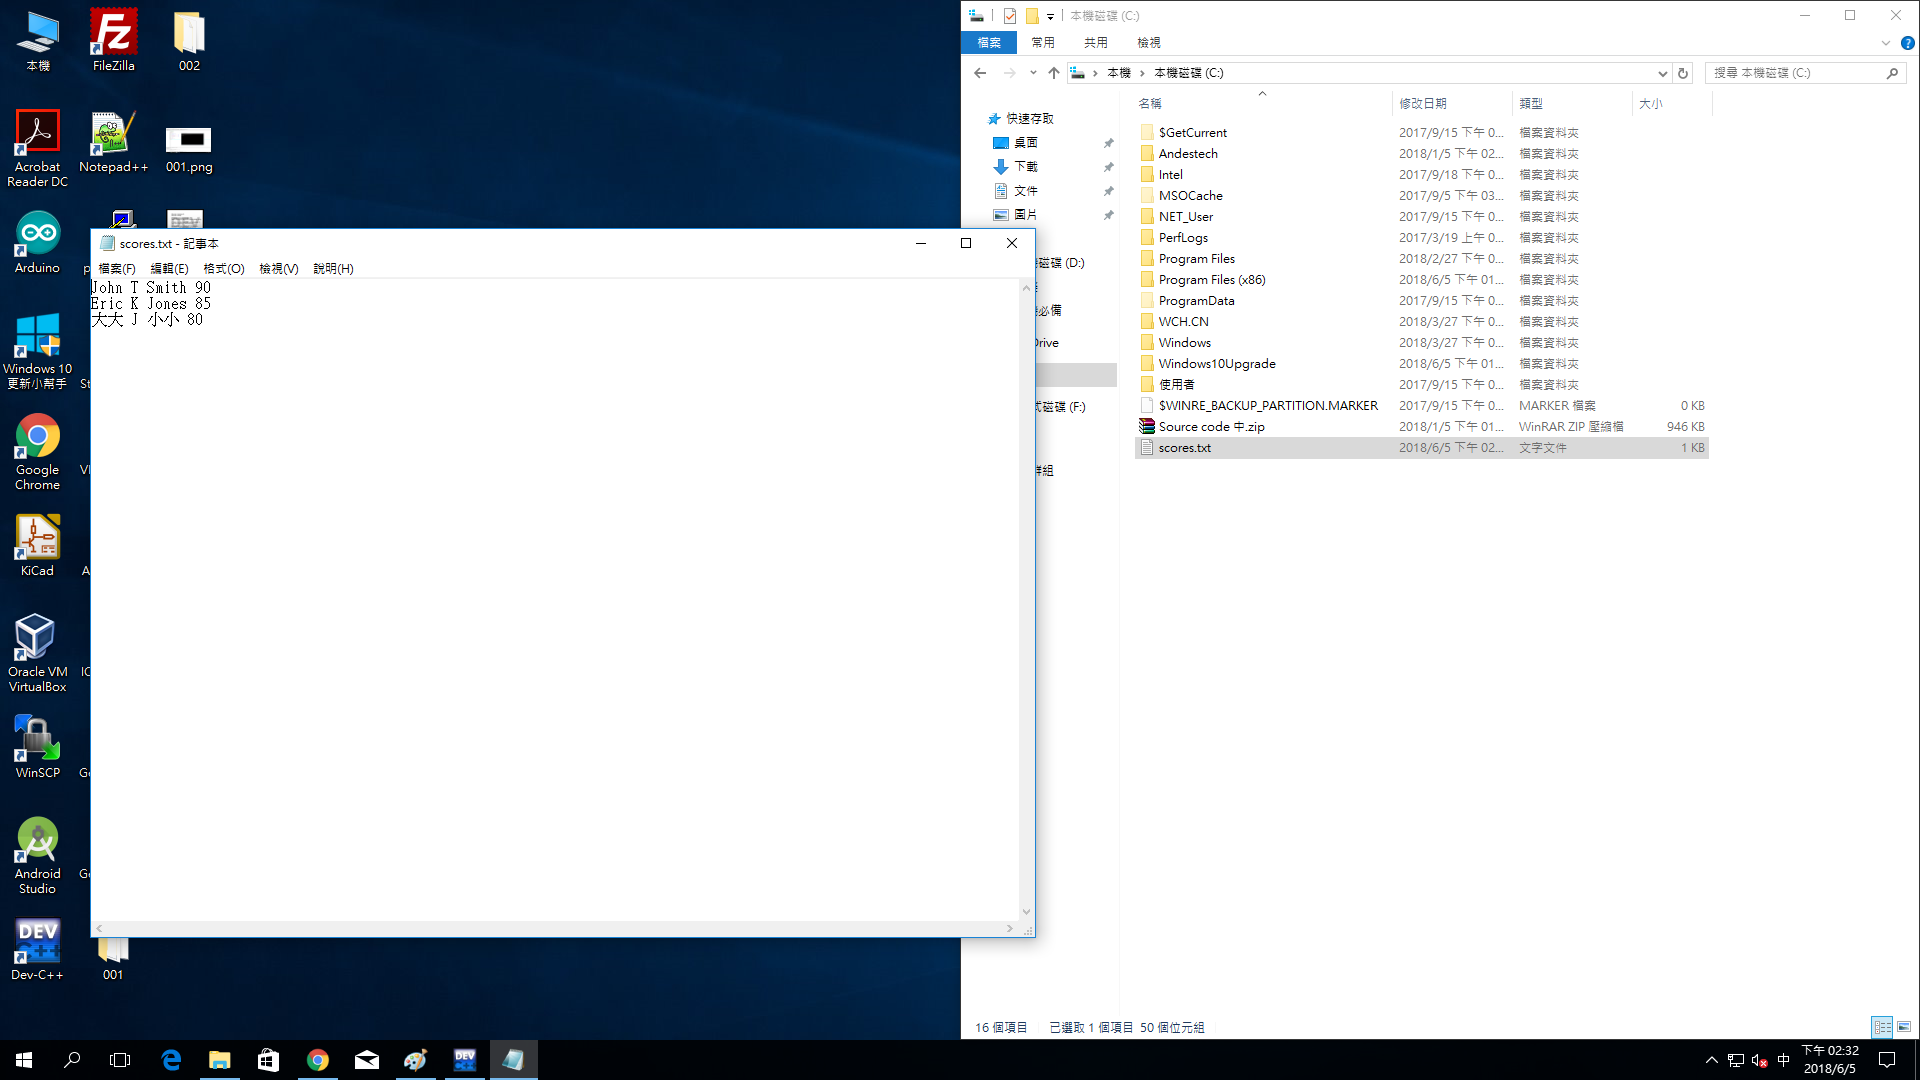 本機
FileZilla
002
Acrobat
Reader DC
Notepad++
001.png
Arduino
Windows 10
更新小幫手
Google
Chrome
KiCad
Oracle VM
VirtualBox
WinSCP
Android
Studio
DEV
C++
Dev-C++
001
scores.txt - 記事本
檔案(F) 編輯(E) 格式(O) 檢視(V) 說明(H)
John T Smith 90
Eric K Jones 85
大大 J 小小 80
本機磁碟 (C:)
檔案 常用 共用 檢視
本機 本機磁碟 (C:)
搜尋 本機磁碟 (C:)
快速存取
桌面
下載
文件
圖片
磁碟 (D:)
必備
Drive
式磁碟 (F:)
群組
名稱 修改日期 類型 大小
$GetCurrent 2017/9/15 下午 0... 檔案資料夾
Andestech 2018/1/5 下午 02... 檔案資料夾
Intel 2017/9/18 下午 0... 檔案資料夾
MSOCache 2017/9/5 下午 03... 檔案資料夾
NET_User 2017/9/15 下午 0... 檔案資料夾
PerfLogs 2017/3/19 上午 0... 檔案資料夾
Program Files 2018/2/27 下午 0... 檔案資料夾
Program Files (x86) 2018/6/5 下午 01... 檔案資料夾
ProgramData 2017/9/15 下午 0... 檔案資料夾
WCH.CN 2018/3/27 下午 0... 檔案資料夾
Windows 2018/3/27 下午 0... 檔案資料夾
Windows10Upgrade 2018/6/5 下午 01... 檔案資料夾
使用者 2017/9/15 下午 0... 檔案資料夾
$WINRE_BACKUP_PARTITION.MARKER 2017/9/15 下午 0... MARKER 檔案 0 KB
Source code 中.zip 2018/1/5 下午 01... WinRAR ZIP 壓縮檔 946 KB
scores.txt 2018/6/5 下午 02... 文字文件 1 KB
16 個項目 已選取 1 個項目 50 個位元組
中
下午 02:32
2018/6/5